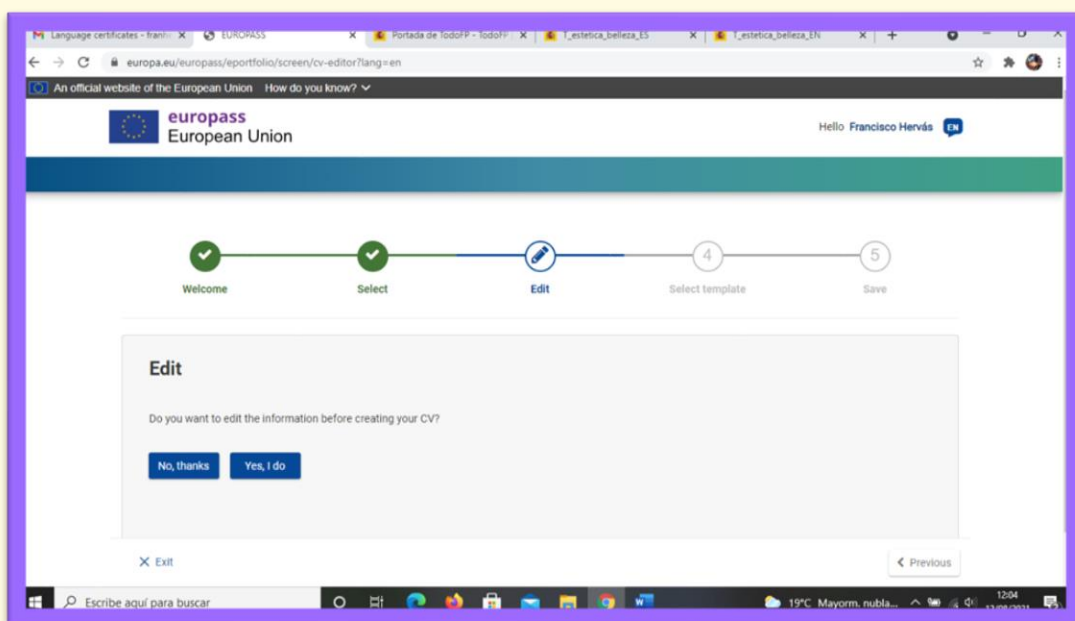 Language certificates - franhe
EUROPASS
Portada de TodoFP - TodoFP
T_estetica_belleza_ES
T_estetica_belleza_EN
europa.eu/europass/eportfolio/screen/cv-editor?lang=en
An official website of the European Union How do you know?
europass
European Union
Hello Francisco Hervás EN
4 5
Welcome Select Edit Select template Save
Edit
Do you want to edit the information before creating your CV?
No, thanks Yes, I do
Exit
Previous
Escribe aquí para buscar
19°C Mayorm. nubla...
12:04